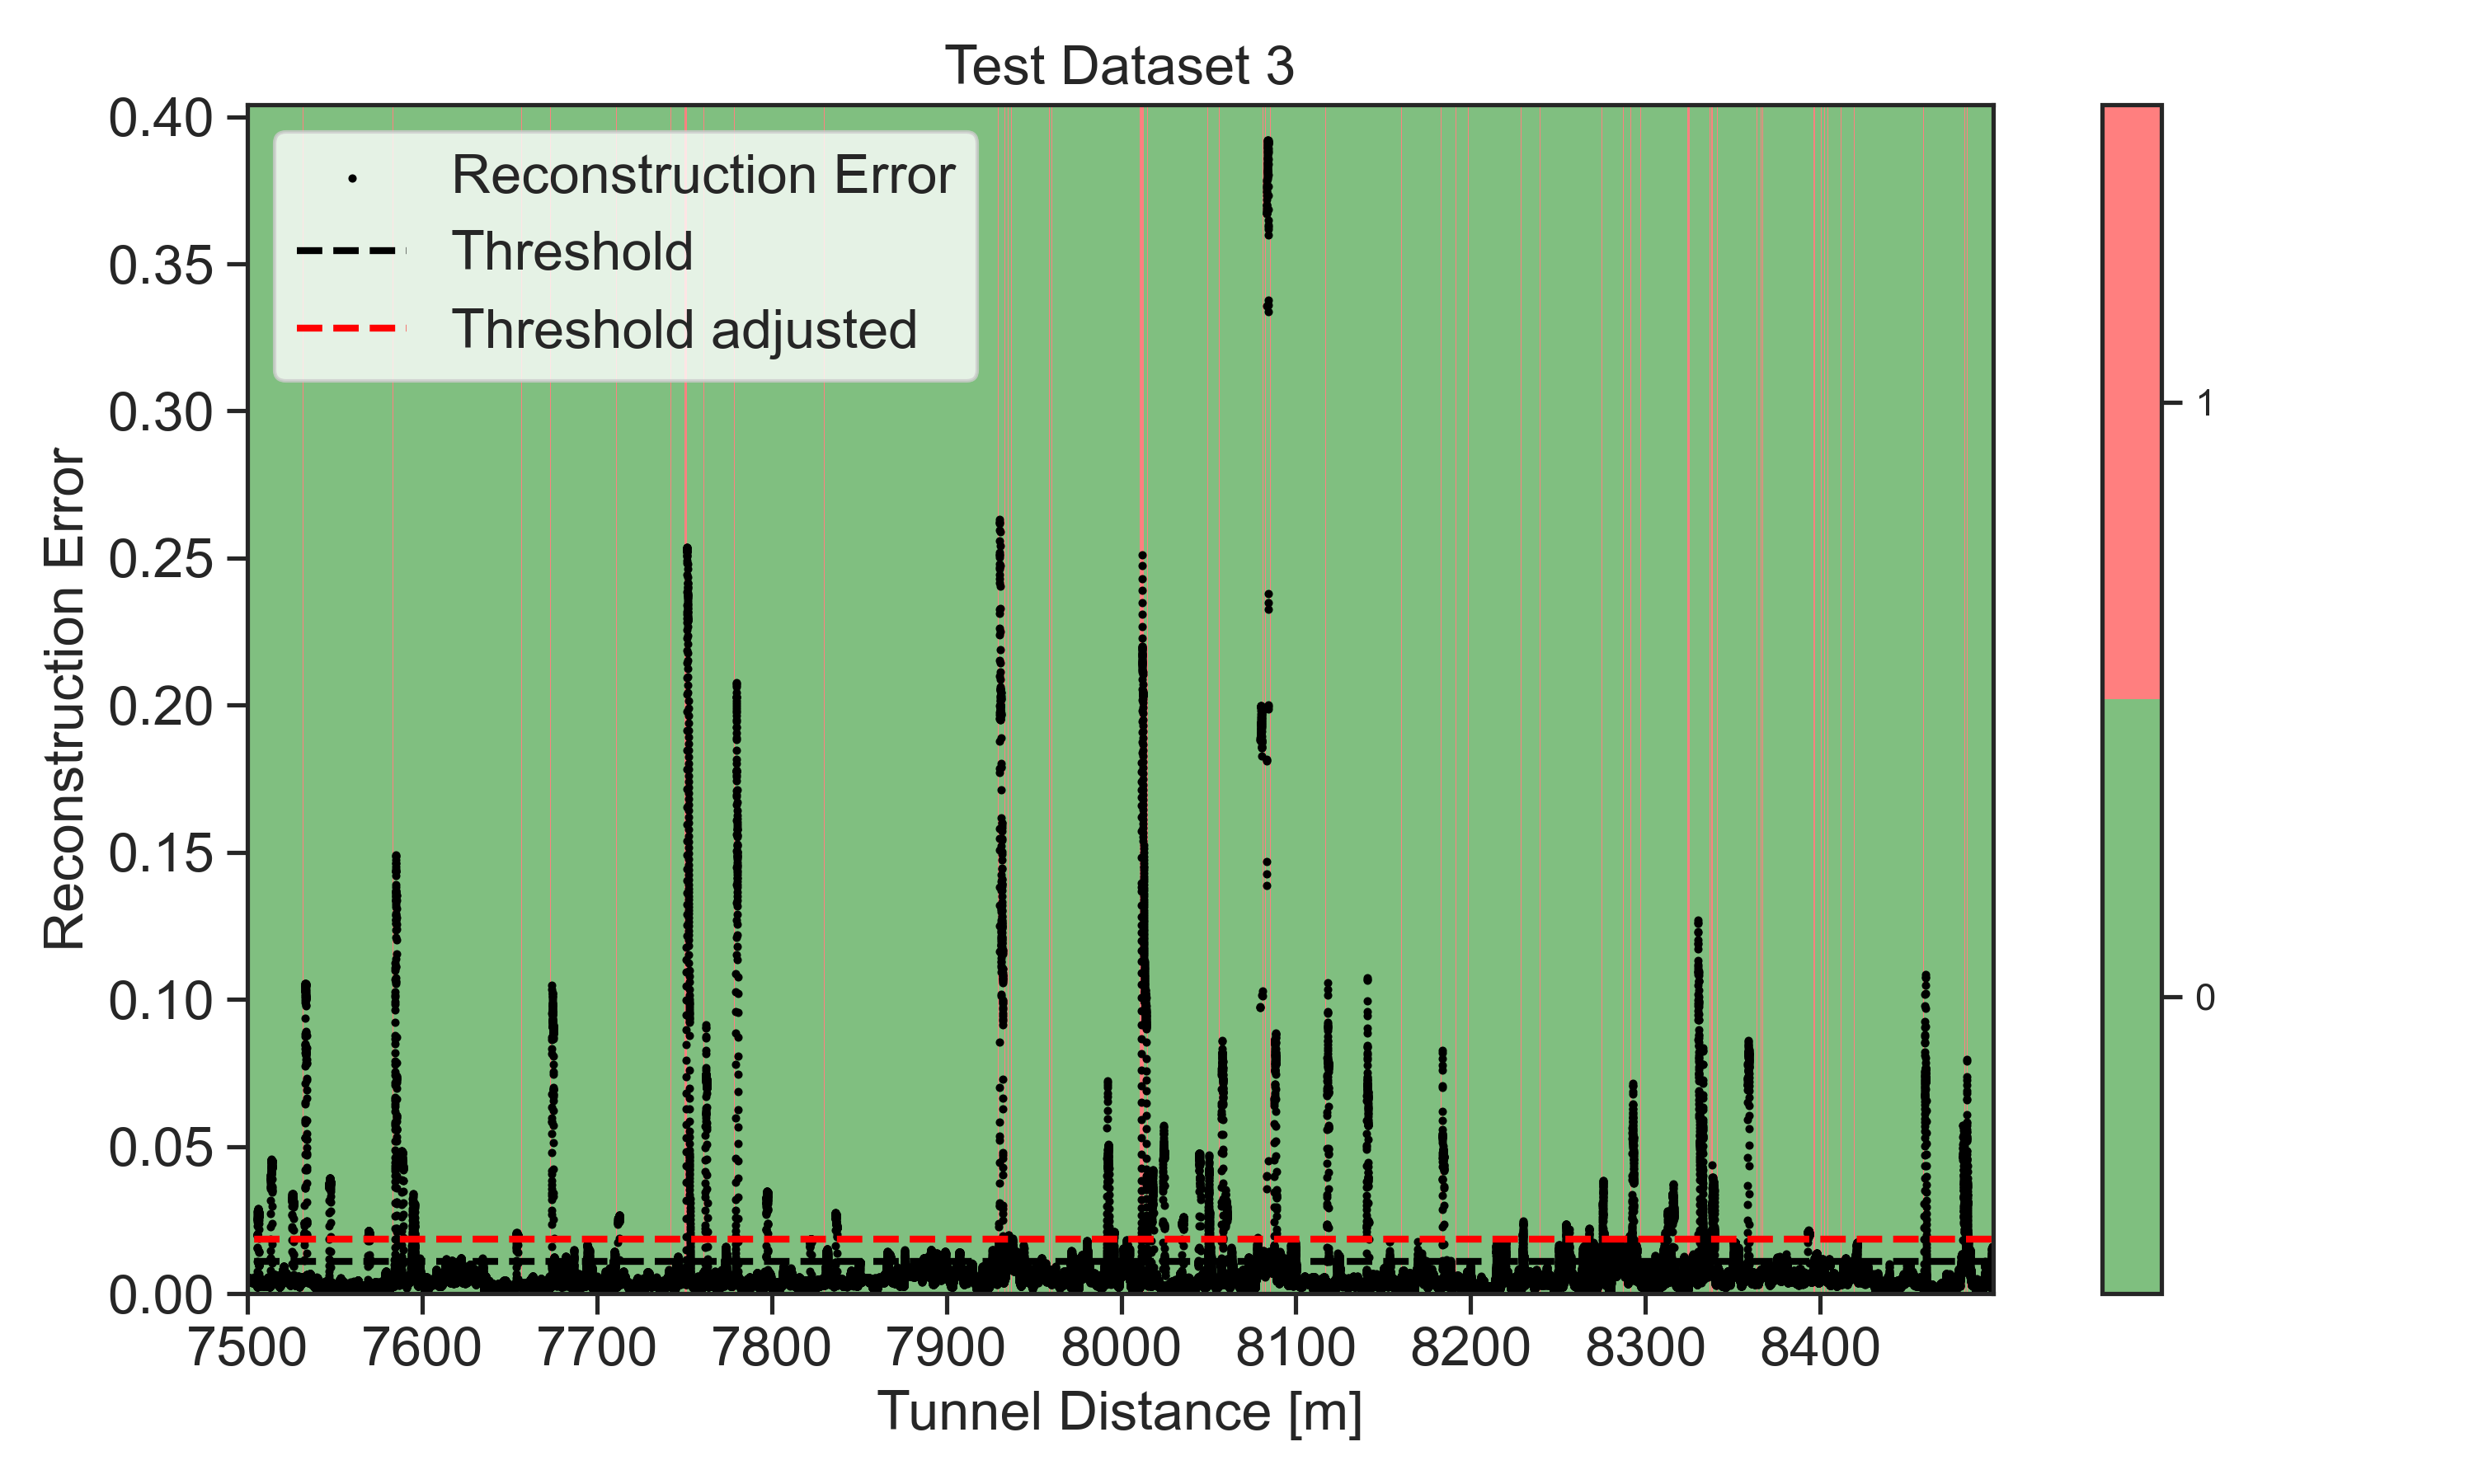 Test Dataset 3
0.40
0.35
0.30
0.25
0.20
0.15
0.10
0.05
0.00
Reconstruction Error
Reconstruction Error
Threshold
Threshold adjusted
7500 7600 7700 7800 7900 8000 8100 8200 8300 8400
Tunnel Distance [m]
1
0